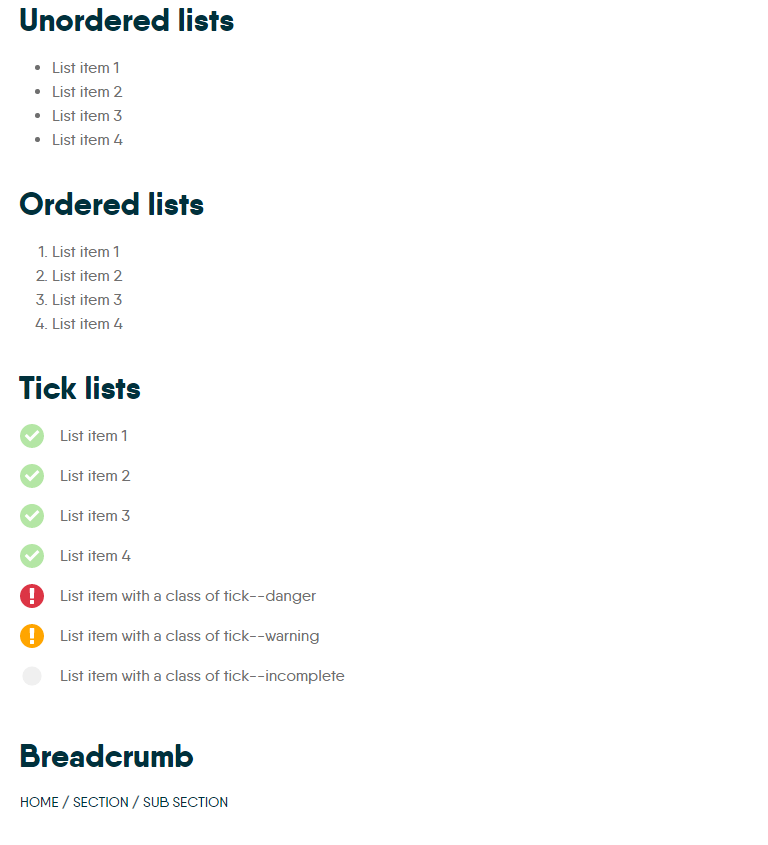 Unordered lists
• List item 1
• List item 2
• List item 3
• List item 4
Ordered lists
1. List item 1
2. List item 2
3. List item 3
4. List item 4
Tick lists
List item 1
List item 2
List item 3
List item 4
List item with a class of tick--danger
List item with a class of tick--warning
List item with a class of tick--incomplete
Breadcrumb
HOME / SECTION / SUB SECTION